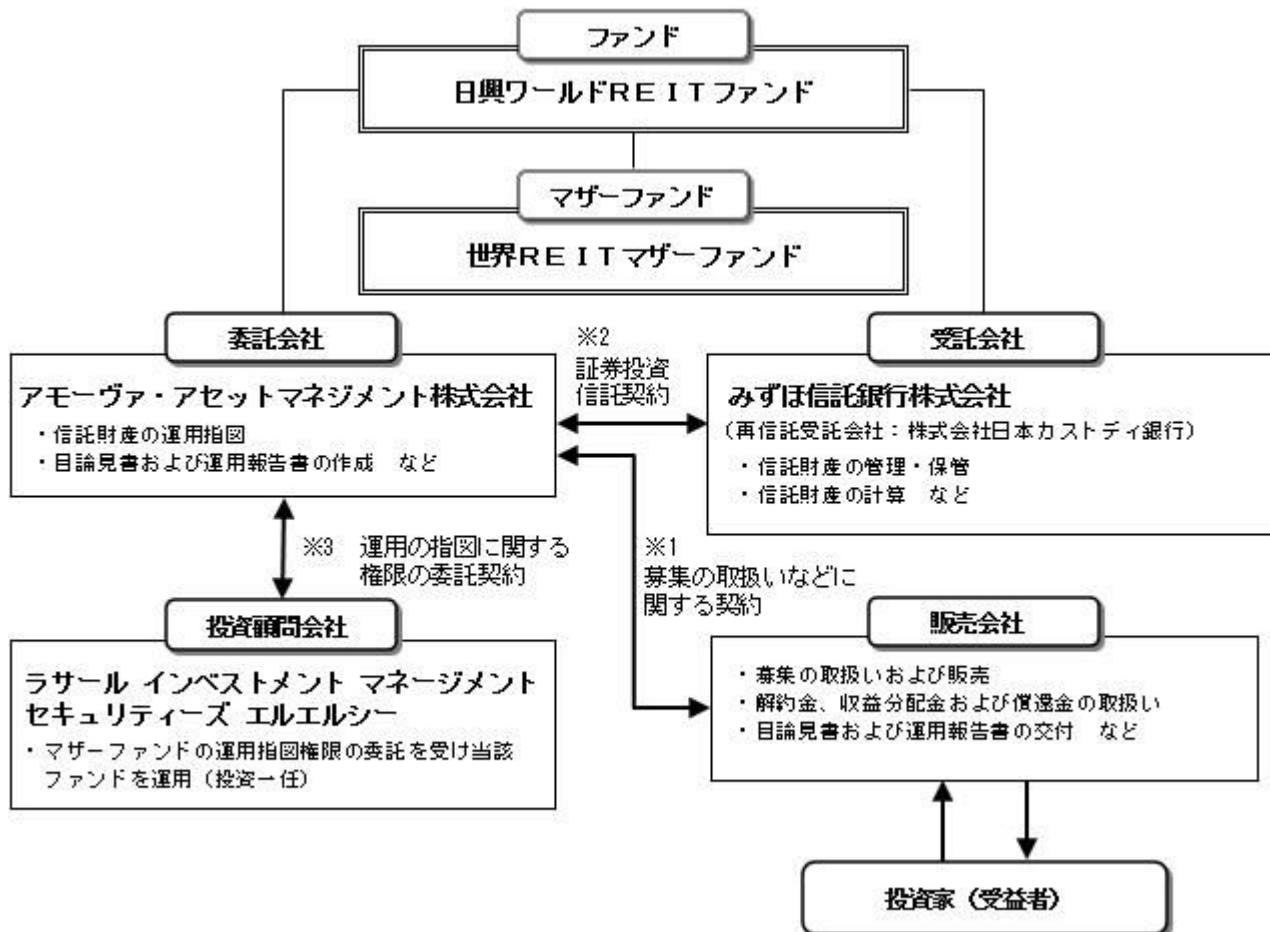 ファンド
日興ワールドREITファンド
マザーファンド
世界REITマザーファンド
委託会社
アモーヴァ・アセットマネジメント株式会社
・信託財産の運用指図
・目論見書および運用報告書の作成　など
※2
証券投資
信託契約
受託会社
みずほ信託銀行株式会社
（再信託受託会社：株式会社日本カストディ銀行）
・信託財産の管理・保管
・信託財産の計算　など
※3　運用の指図に関する
権限の委託契約
※1
募集の取扱いなどに
関する契約
投資顧問会社
ラサール インベストメント マネージメント
セキュリティーズ エルエルシー
・マザーファンドの運用指図権限の委託を受け当該
ファンドを運用（投資一任）
販売会社
・募集の取扱いおよび販売
・解約金、収益分配金および償還金の取扱い
・目論見書および運用報告書の交付　など
投資家（受益者）